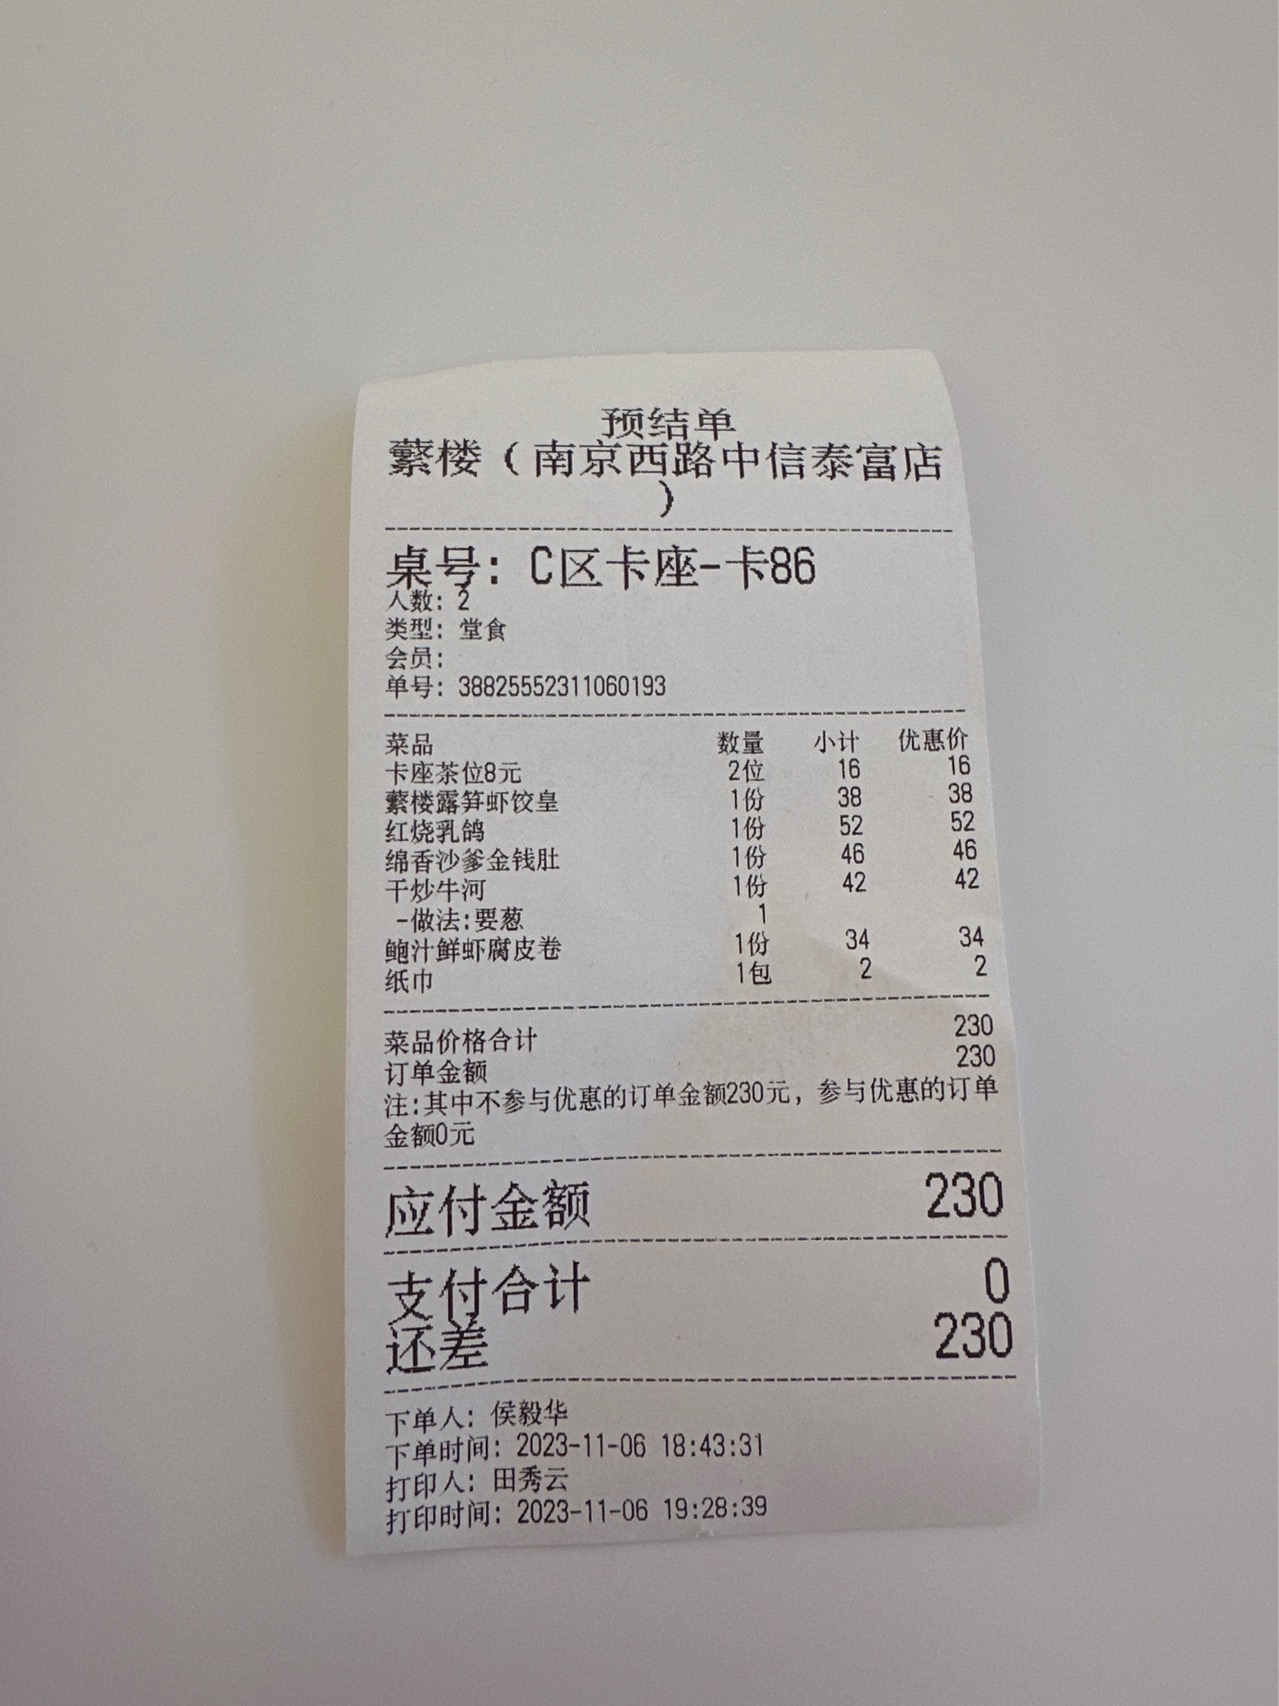 预结单
蘩楼（南京西路中信泰富店
）
桌号: C区卡座-卡86
人数: 2
类型: 堂食
会员:
单号: 38825552311060193
菜品 数量 小计 优惠价
卡座茶位8元 2位 16 16
蘩楼露笋虾饺皇 1份 38 38
红烧乳鸽 1份 52 52
绵香沙爹金钱肚 1份 46 46
干炒牛河 1份 42 42
-做法:要葱 1
鲍汁鲜虾腐皮卷 1份 34 34
纸巾 1包 2 2
菜品价格合计 230
订单金额 230
注:其中不参与优惠的订单金额230元，参与优惠的订单
金额0元
应付金额 230
支付合计 0
还差 230
下单人: 侯毅华
下单时间: 2023-11-06 18:43:31
打印人: 田秀云
打印时间: 2023-11-06 19:28:39